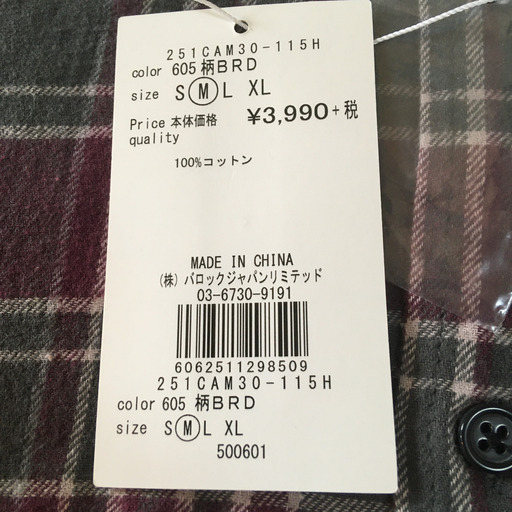 251CAM30-115H
color 605 柄BRD
size S M L XL
Price 本体価格 ¥3,990+税
quality
100%コットン
MADE IN CHINA
(株) バロックジャパンリミテッド
03-6730-9191
6062511298509
251CAM30-115H
color 605 柄BRD
size S M L XL
500601